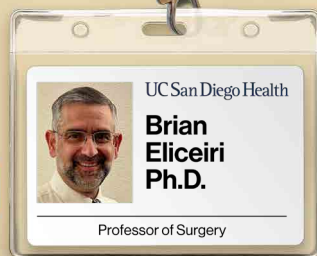 UC San Diego Health
Brian
Eliceiri
Ph.D.
Professor of Surgery